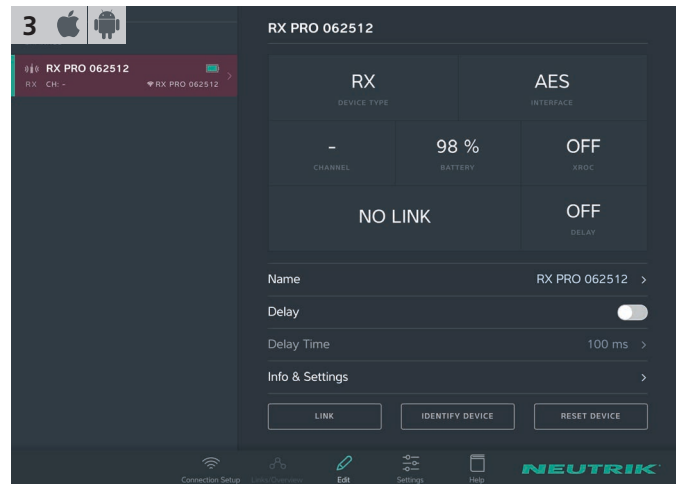 3
RX PRO 062512
RX PRO 062512
RX CH: - RX PRO 062512
RX
DEVICE TYPE
AES
INTERFACE
-
CHANNEL
98 %
BATTERY
OFF
XROC
NO LINK
OFF
DELAY
Name RX PRO 062512 >
Delay
Delay Time 100 ms >
Info & Settings >
LINK IDENTIFY DEVICE RESET DEVICE
Connection Setup Links Overview Edit Settings Help NEUTRIK